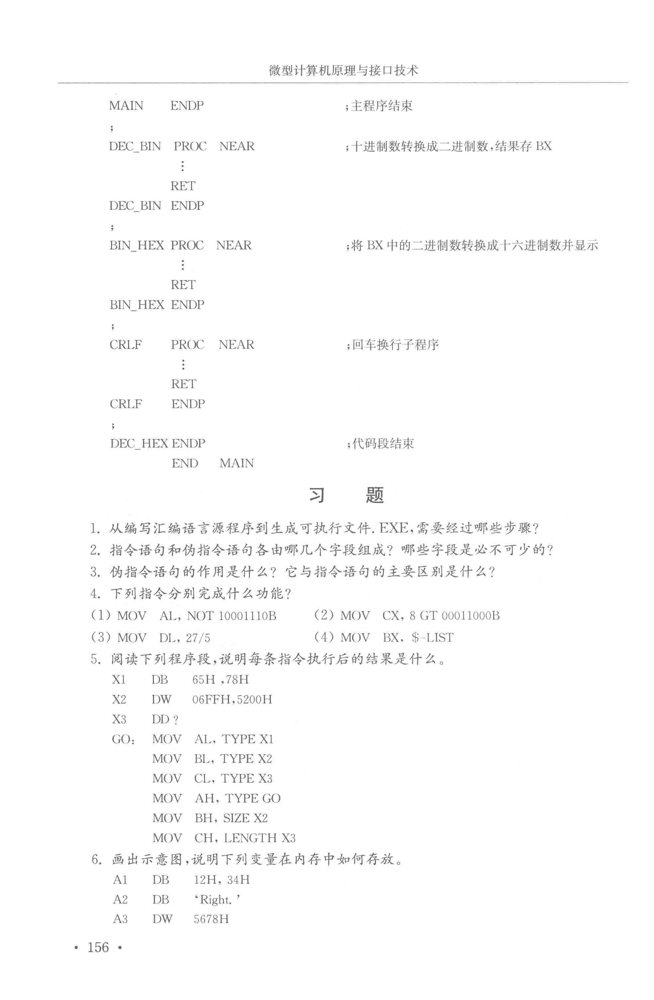 微型计算机原理与接口技术
MAIN ENDP ;主程序结束
;
DEC_BIN PROC NEAR ;十进制数转换成二进制数,结果存 BX
⋮
RET
DEC_BIN ENDP
;
BIN_HEX PROC NEAR ;将 BX 中的二进制数转换成十六进制数并显示
⋮
RET
BIN_HEX ENDP
;
CRLF PROC NEAR ;回车换行子程序
⋮
RET
CRLF ENDP
;
DEC_HEX ENDP ;代码段结束
END MAIN
习 题
1. 从编写汇编语言源程序到生成可执行文件. EXE,需要经过哪些步骤?
2. 指令语句和伪指令语句各由哪几个字段组成? 哪些字段是必不可少的?
3. 伪指令语句的作用是什么? 它与指令语句的主要区别是什么?
4. 下列指令分别完成什么功能?
(1) MOV AL, NOT 10001110B (2) MOV CX, 8 GT 00011000B
(3) MOV DL, 27/5 (4) MOV BX, $-LIST
5. 阅读下列程序段,说明每条指令执行后的结果是什么。
X1 DB 65H ,78H
X2 DW 06FFH,5200H
X3 DD ?
GO: MOV AL, TYPE X1
MOV BL, TYPE X2
MOV CL, TYPE X3
MOV AH, TYPE GO
MOV BH, SIZE X2
MOV CH, LENGTH X3
6. 画出示意图,说明下列变量在内存中如何存放。
A1 DB 12H, 34H
A2 DB ‘Right. ’
A3 DW 5678H
• 156 •